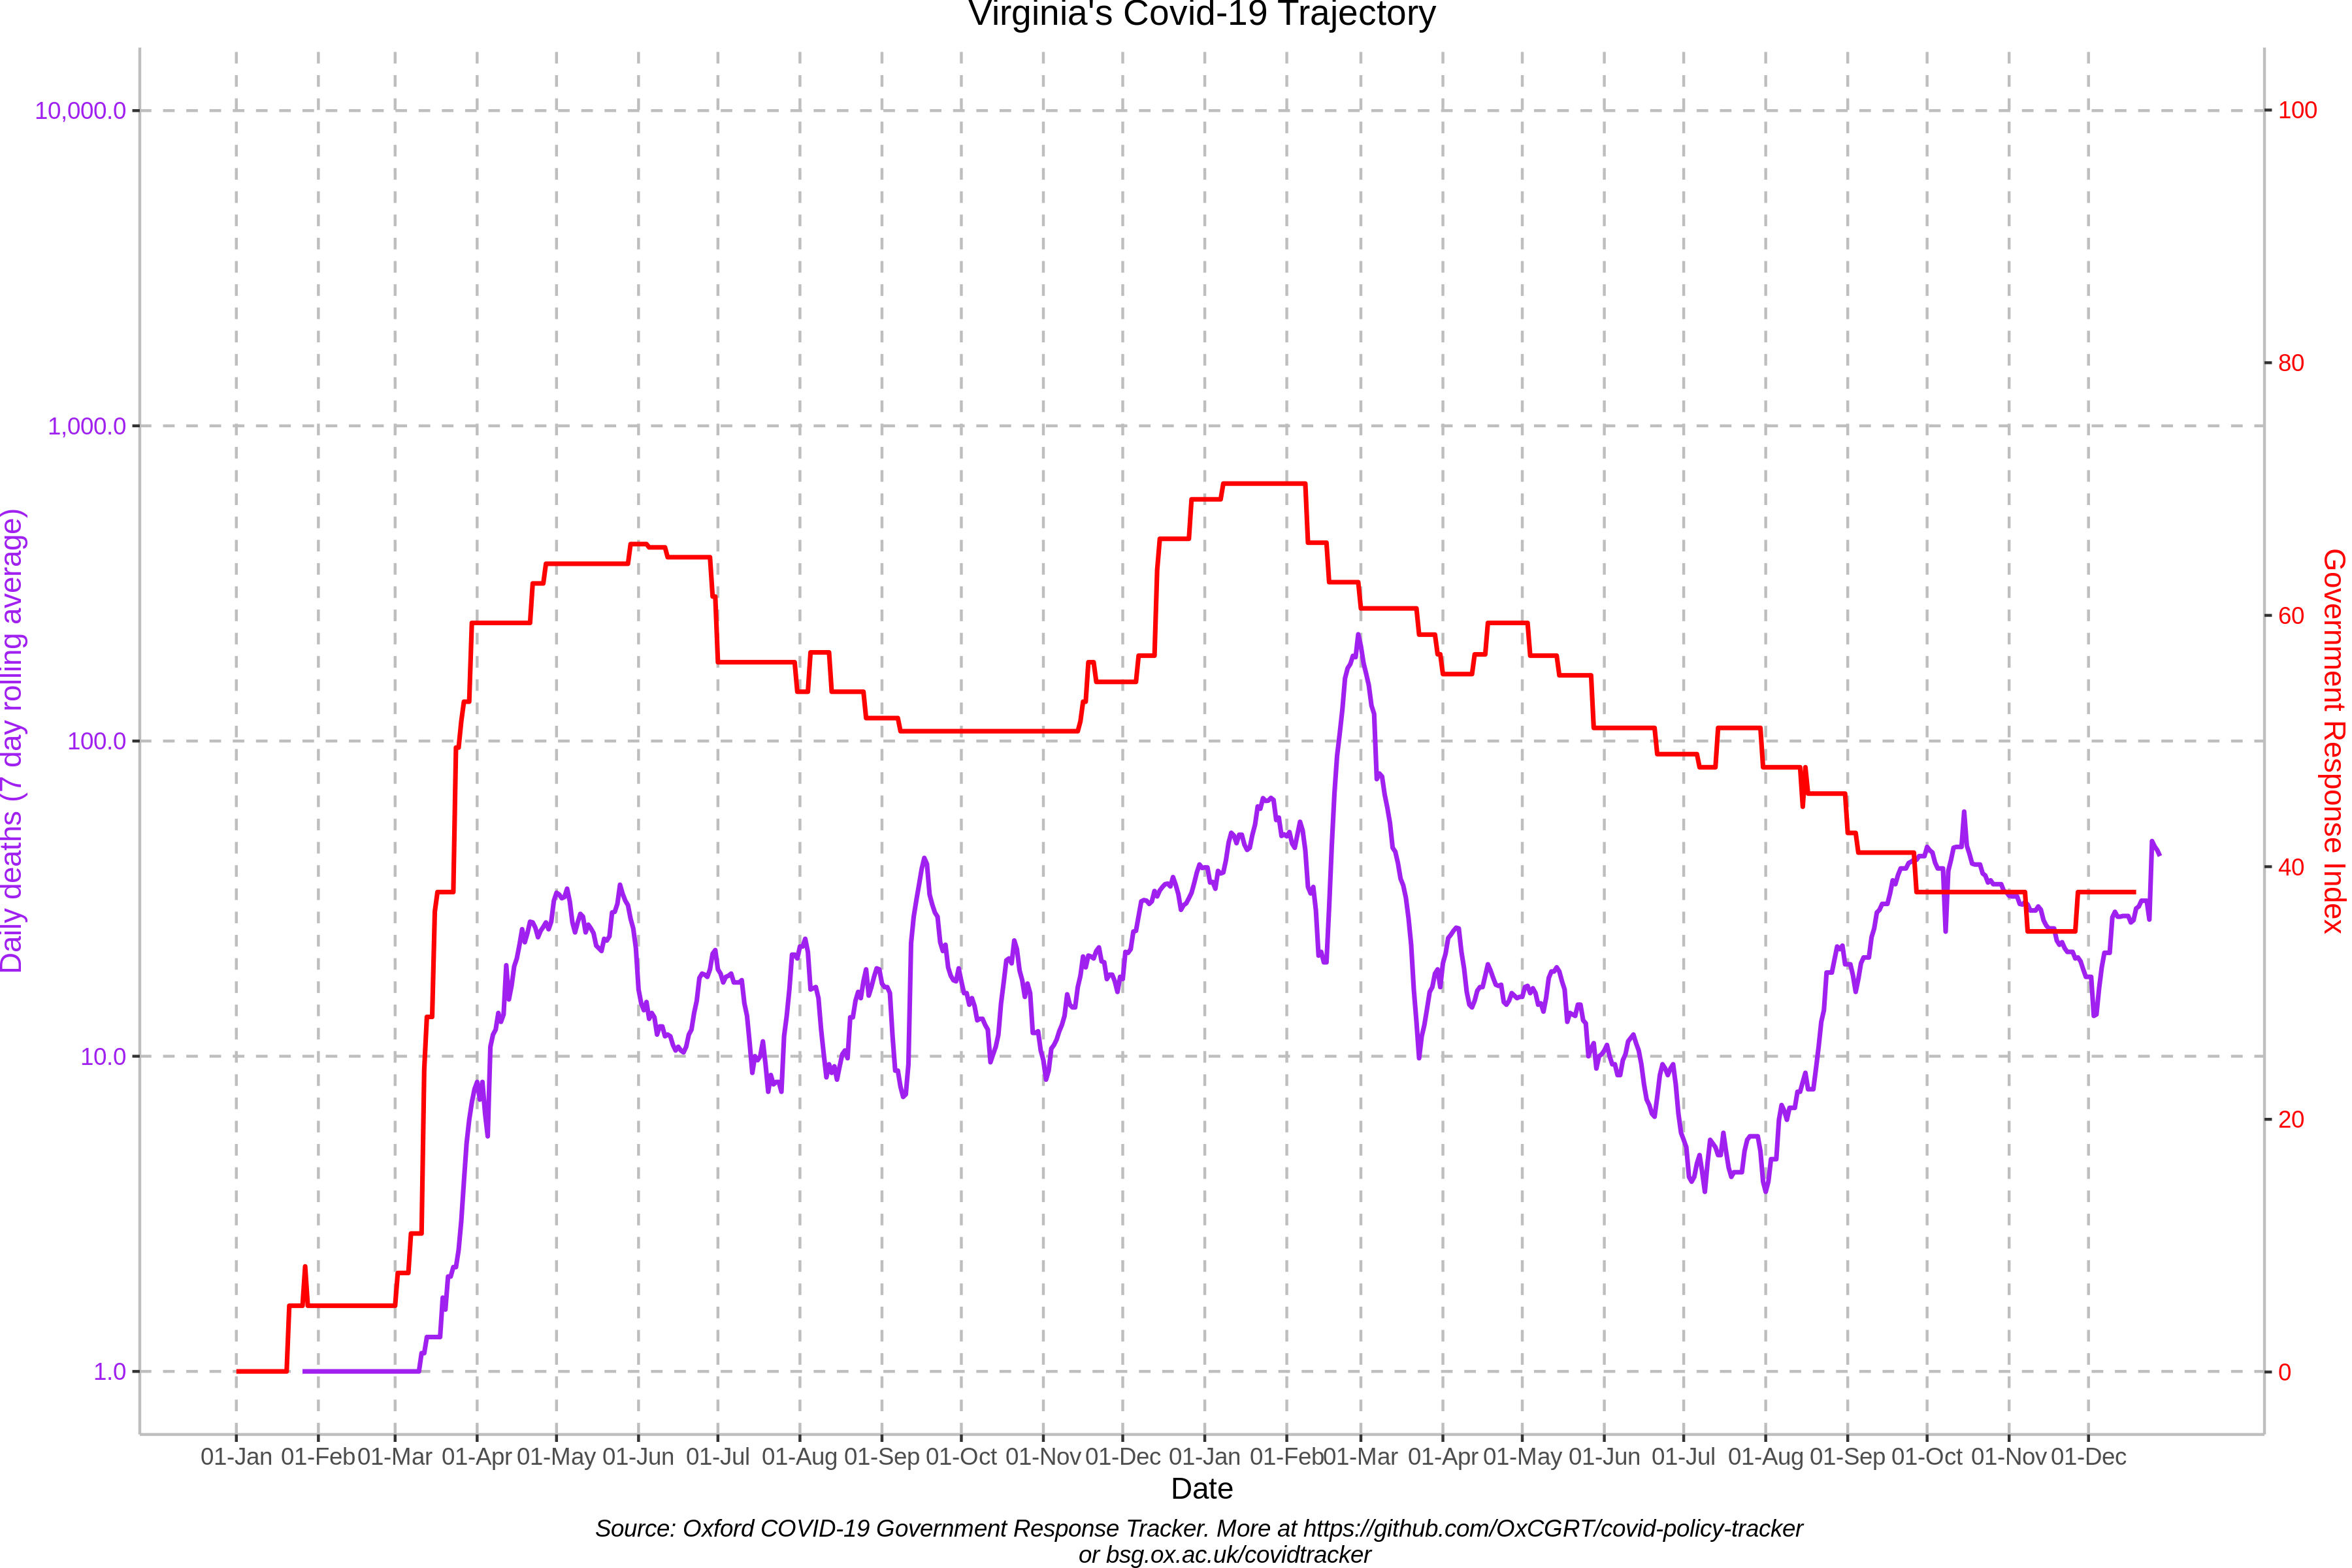 Virginia's Covid-19 Trajectory
10,000.0
1,000.0
100.0
10.0
1.0
Daily deaths (7 day rolling average)
100
80
60
40
20
0
Government Response Index
01-Jan 01-Feb 01-Mar 01-Apr 01-May 01-Jun 01-Jul 01-Aug 01-Sep 01-Oct 01-Nov 01-Dec 01-Jan 01-Feb 01-Mar 01-Apr 01-May 01-Jun 01-Jul 01-Aug 01-Sep 01-Oct 01-Nov 01-Dec
Date
Source: Oxford COVID-19 Government Response Tracker. More at https://github.com/OxCGRT/covid-policy-tracker
or bsg.ox.ac.uk/covidtracker